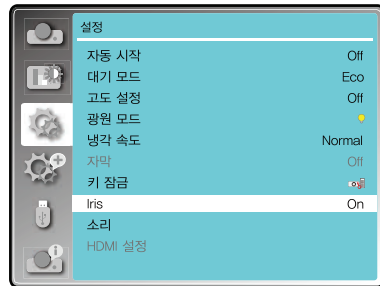 설정
자동 시작 Off
대기 모드 Eco
고도 설정 Off
광원 모드
냉각 속도 Normal
자막 Off
키 잠금
Iris On
소리
HDMI 설정